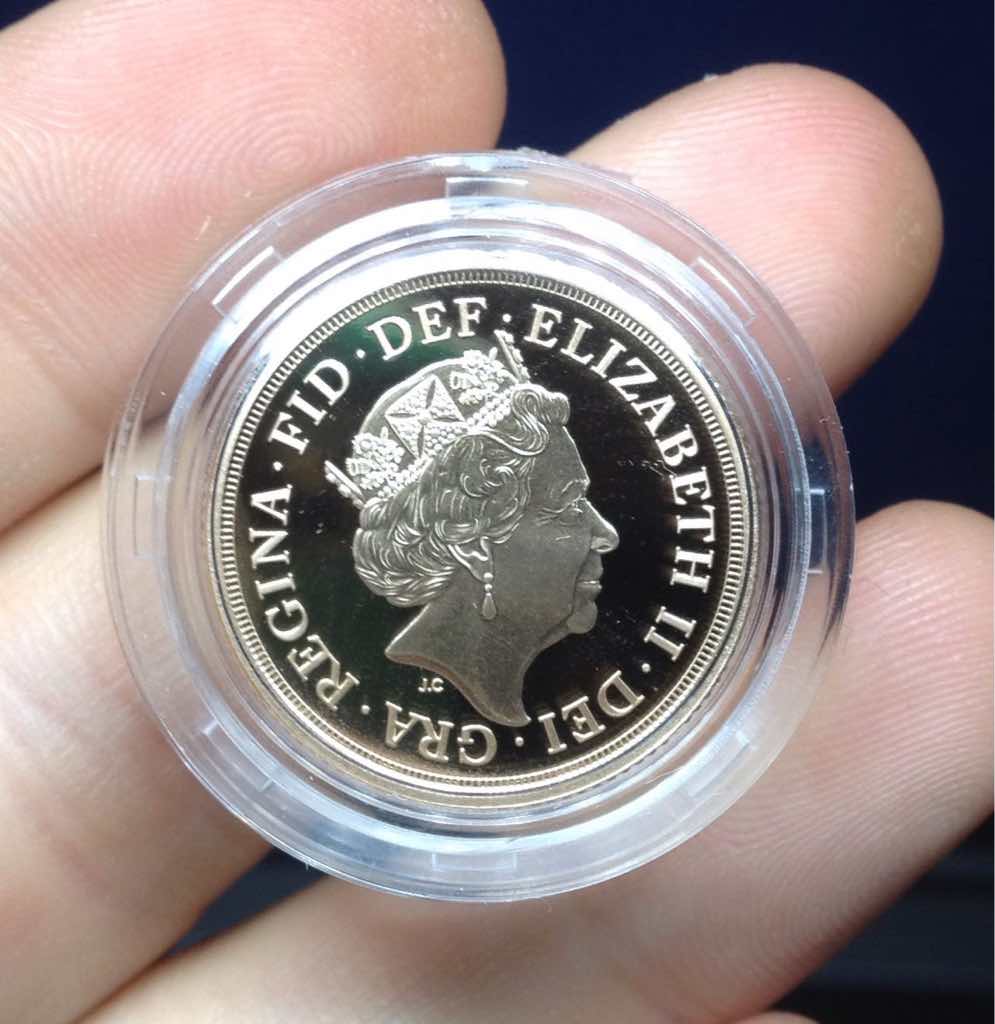 ELIZABETH II · DEI · GRA · REGINA · FID · DEF ·
J.C